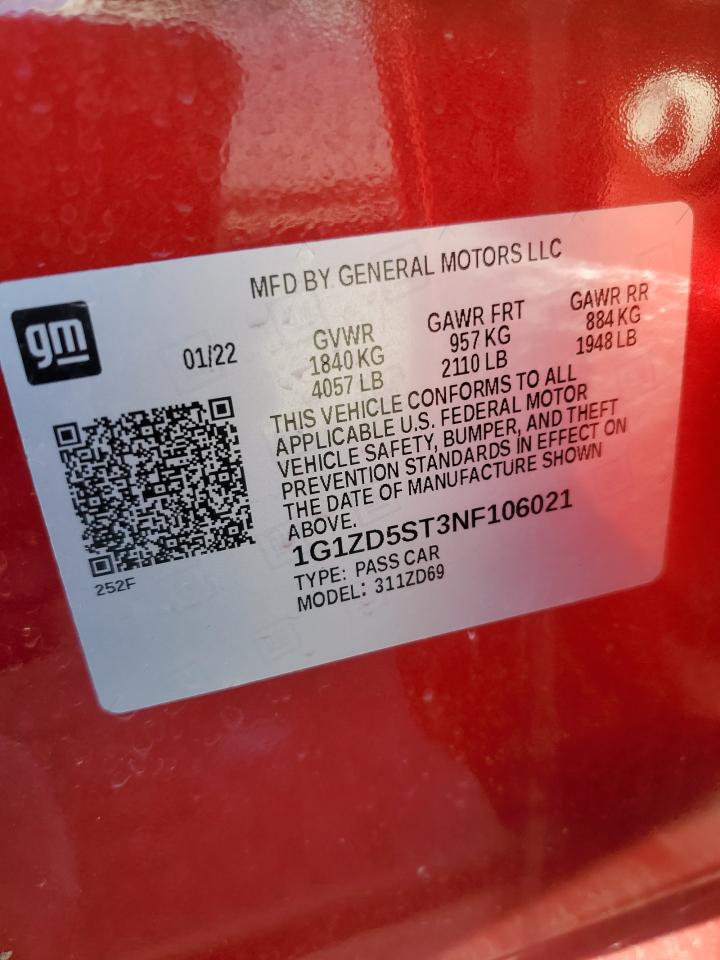 MFD BY GENERAL MOTORS LLC
gm
01/22
GVWR
1840 KG
4057 LB
GAWR FRT
957 KG
2110 LB
GAWR RR
884 KG
1948 LB
THIS VEHICLE CONFORMS TO ALL
APPLICABLE U.S. FEDERAL MOTOR
VEHICLE SAFETY, BUMPER, AND THEFT
PREVENTION STANDARDS IN EFFECT ON
THE DATE OF MANUFACTURE SHOWN
ABOVE.
1G1ZD5ST3NF106021
TYPE: PASS CAR
MODEL: 311ZD69
252F